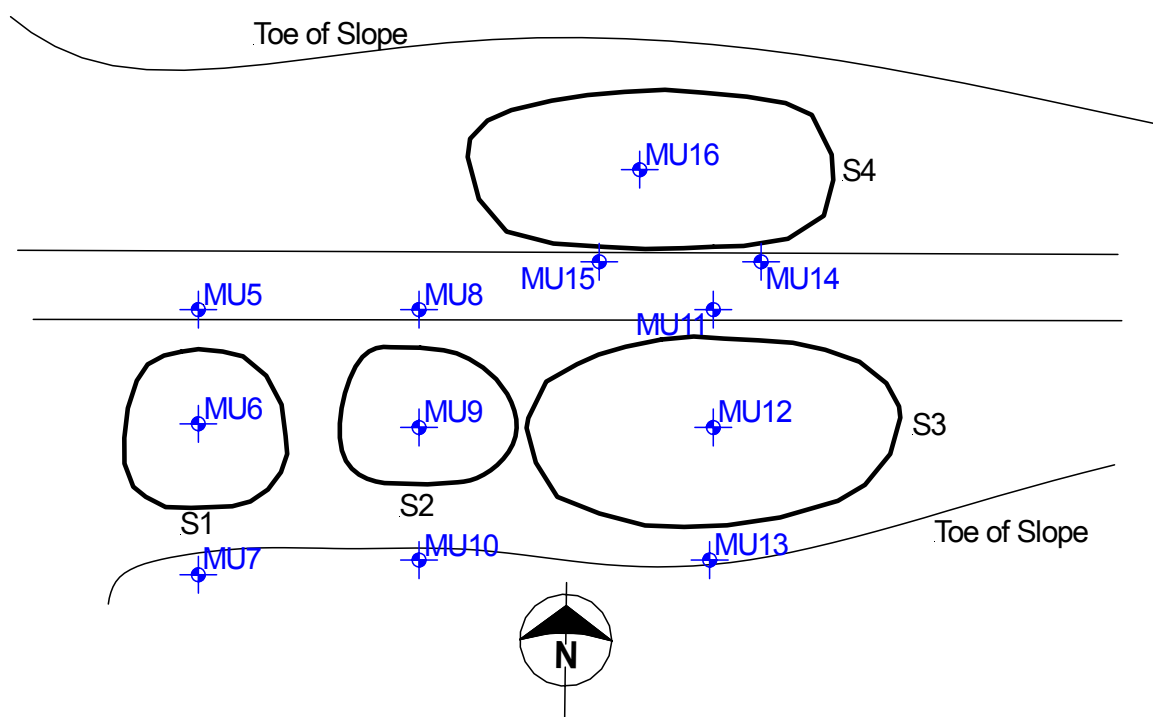 Toe of Slope
MU16
S4
MU15
MU14
MU5
MU8
MU11
MU6
MU9
MU12
S3
S2
S1
Toe of Slope
MU7
MU10
MU13
N